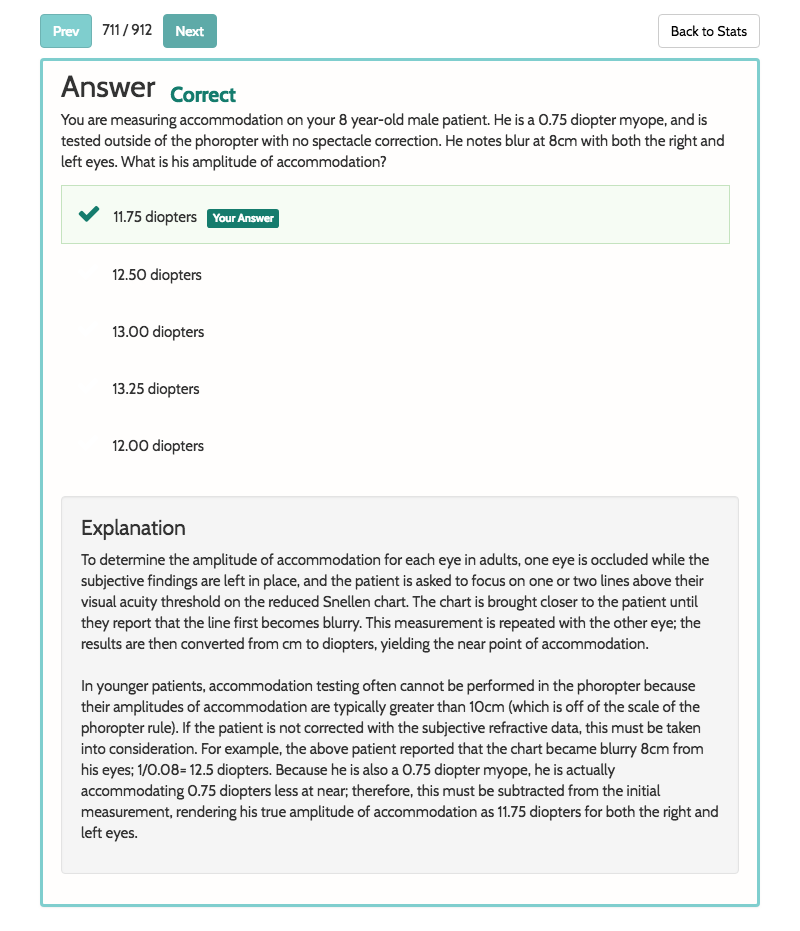 Prev 711 / 912 Next Back to Stats
Answer Correct
You are measuring accommodation on your 8 year-old male patient. He is a 0.75 diopter myope, and is
tested outside of the phoropter with no spectacle correction. He notes blur at 8cm with both the right and
left eyes. What is his amplitude of accommodation?
11.75 diopters Your Answer
12.50 diopters
13.00 diopters
13.25 diopters
12.00 diopters
Explanation
To determine the amplitude of accommodation for each eye in adults, one eye is occluded while the
subjective findings are left in place, and the patient is asked to focus on one or two lines above their
visual acuity threshold on the reduced Snellen chart. The chart is brought closer to the patient until
they report that the line first becomes blurry. This measurement is repeated with the other eye; the
results are then converted from cm to diopters, yielding the near point of accommodation.
In younger patients, accommodation testing often cannot be performed in the phoropter because
their amplitudes of accommodation are typically greater than 10cm (which is off of the scale of the
phoropter rule). If the patient is not corrected with the subjective refractive data, this must be taken
into consideration. For example, the above patient reported that the chart became blurry 8cm from
his eyes; 1/0.08= 12.5 diopters. Because he is also a 0.75 diopter myope, he is actually
accommodating 0.75 diopters less at near; therefore, this must be subtracted from the initial
measurement, rendering his true amplitude of accommodation as 11.75 diopters for both the right and
left eyes.